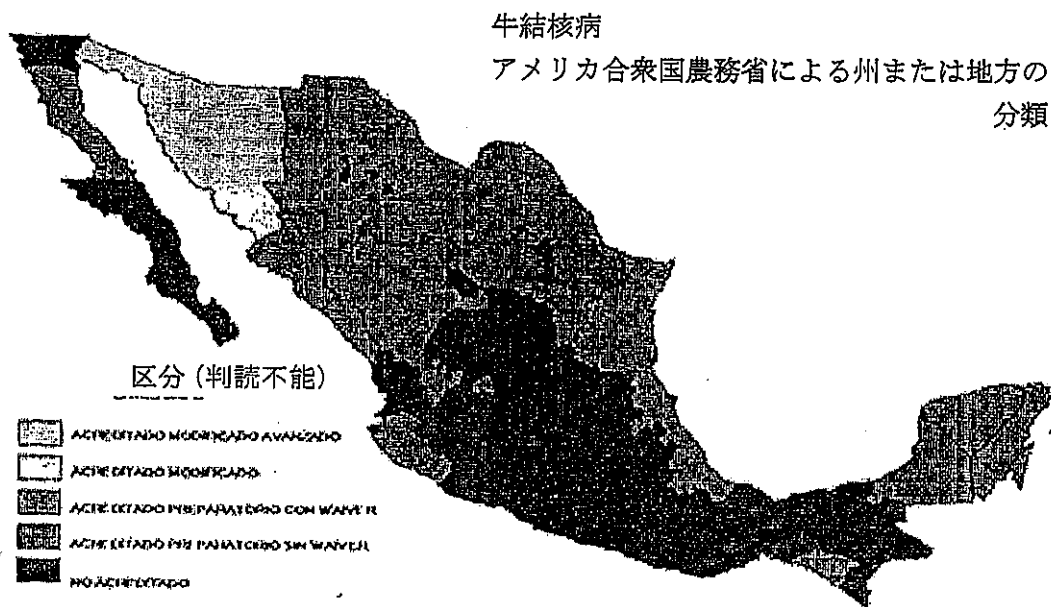 牛結核病
アメリカ合衆国農務省による州または地方の
分類
区分(判読不能)
ACREDITADO MODIFICADO AVANZADO
ACREDITADO MODIFICADO
ACREDITADO PREPARATORIO CON WAIVER
ACREDITADO PREPARATORIO SIN WAIVER
NO ACREDITADO